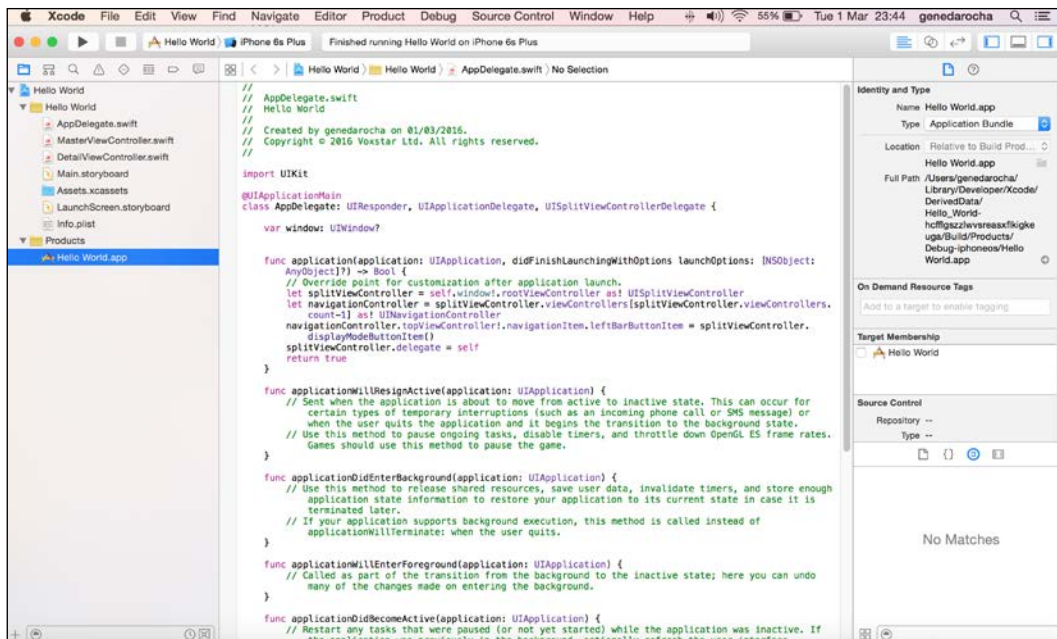 Xcode File Edit View Find Navigate Editor Product Debug Source Control Window Help 55% Tue 1 Mar 23:44 genedarocha
Hello World iPhone 6s Plus Finished running Hello World on iPhone 6s Plus
Hello World Hello World AppDelegate.swift No Selection
Hello World
Hello World
AppDelegate.swift
MasterViewController.swift
DetailViewController.swift
Main.storyboard
Assets.xcassets
LaunchScreen.storyboard
Info.plist
Products
Hello World.app
//
// AppDelegate.swift
// Hello World
//
// Created by genedarocha on 01/03/2016.
// Copyright © 2016 Voxstar Ltd. All rights reserved.
//
import UIKit
@UIApplicationMain
class AppDelegate: UIResponder, UIApplicationDelegate, UISplitViewControllerDelegate {
var window: UIWindow?
func application(application: UIApplication, didFinishLaunchingWithOptions launchOptions: [NSObject:
AnyObject]?) -> Bool {
// Override point for customization after application launch.
let splitViewController = self.window!.rootViewController as! UISplitViewController
let navigationController = splitViewController.viewControllers[splitViewController.viewControllers.
count-1] as! UINavigationController
navigationController.topViewController!.navigationItem.leftBarButtonItem = splitViewController.
displayModeButtonItem()
splitViewController.delegate = self
return true
}
func applicationWillResignActive(application: UIApplication) {
// Sent when the application is about to move from active to inactive state. This can occur for
certain types of temporary interruptions (such as an incoming phone call or SMS message) or
when the user quits the application and it begins the transition to the background state.
// Use this method to pause ongoing tasks, disable timers, and throttle down OpenGL ES frame rates.
Games should use this method to pause the game.
}
func applicationDidEnterBackground(application: UIApplication) {
// Use this method to release shared resources, save user data, invalidate timers, and store enough
application state information to restore your application to its current state in case it is
terminated later.
// If your application supports background execution, this method is called instead of
applicationWillTerminate: when the user quits.
}
func applicationWillEnterForeground(application: UIApplication) {
// Called as part of the transition from the background to the inactive state; here you can undo
many of the changes made on entering the background.
}
func applicationDidBecomeActive(application: UIApplication) {
// Restart any tasks that were paused (or not yet started) while the application was inactive. If
Identity and Type
Name Hello World.app
Type Application Bundle
Location Relative to Build Prod...
Hello World.app
Full Path /Users/genedarocha/
Library/Developer/Xcode/
DerivedData/
Hello_World-
Build/Products/
Debug-iphoneos/Hello
World.app
On Demand Resource Tags
Add to a target to enable tagging
Target Membership
Hello World
Source Control
Repository --
Type --
No Matches